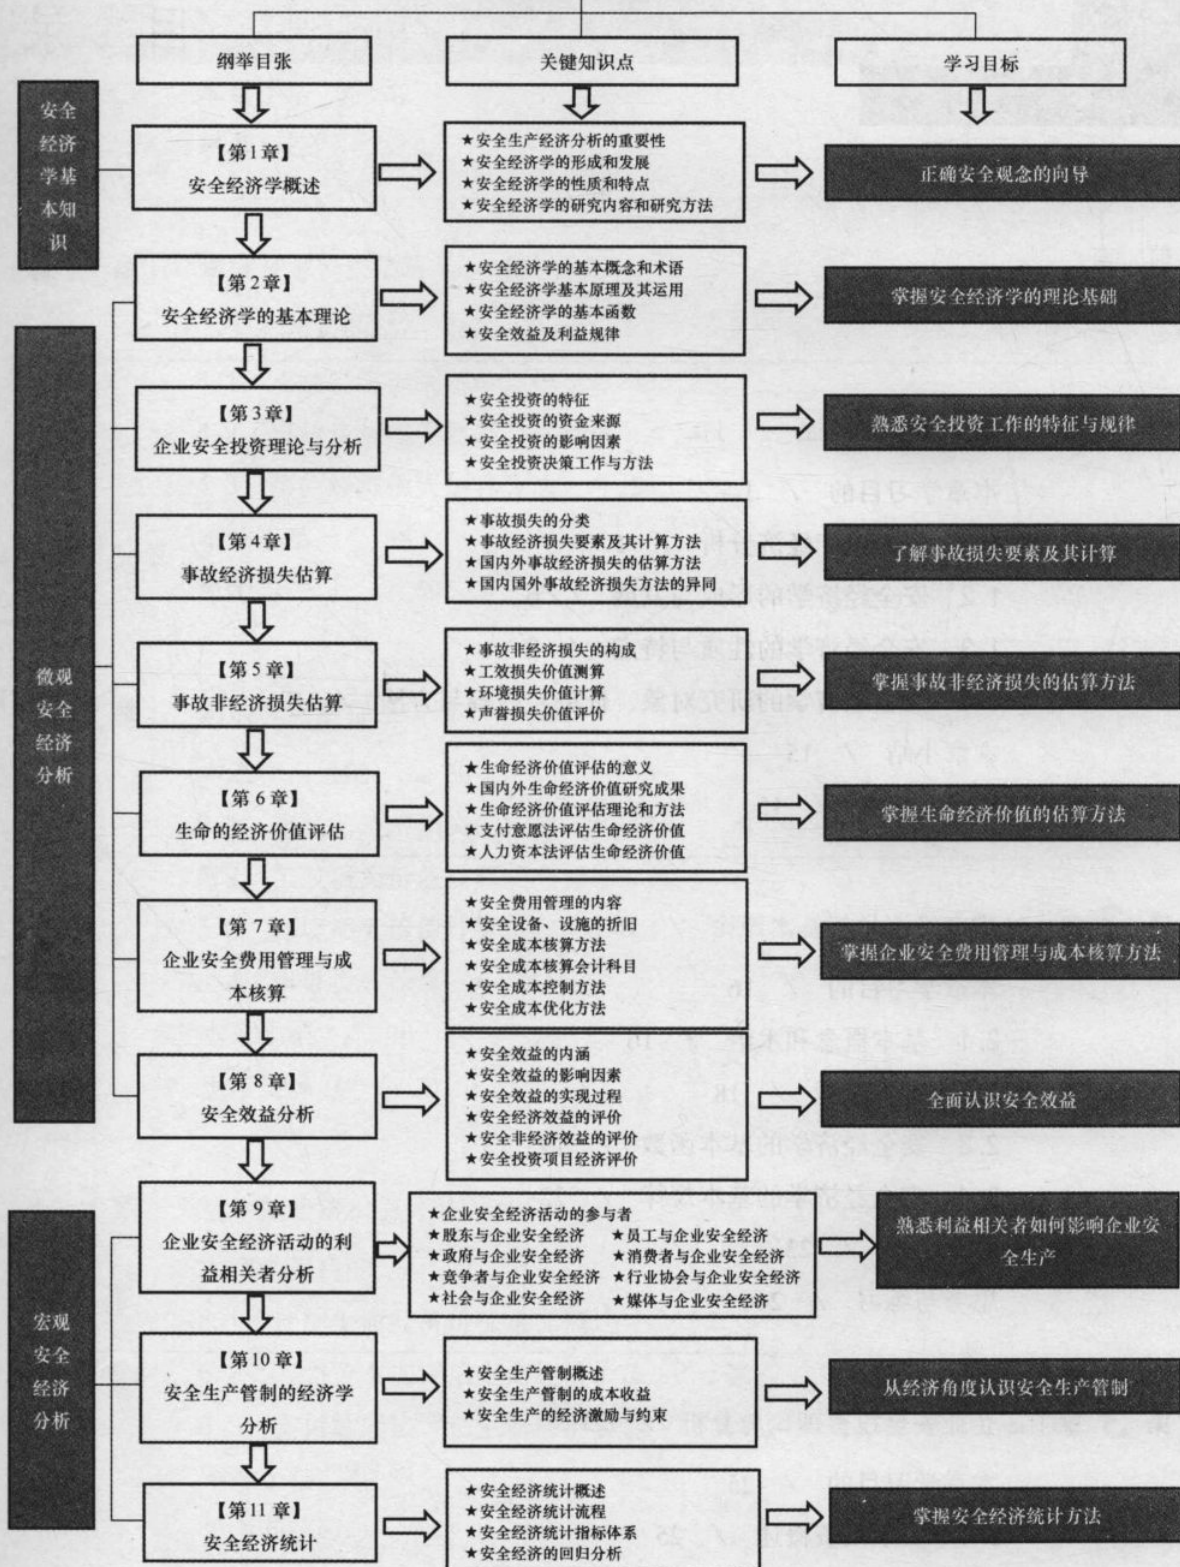 纲举目张
关键知识点
学习目标
安全
经济
学基
本知
识
【第1章】
安全经济学概述
★安全生产经济分析的重要性
★安全经济学的形成和发展
★安全经济学的性质和特点
★安全经济学的研究内容和研究方法
正确安全观念的向导
【第2章】
安全经济学的基本理论
★安全经济学的基本概念和术语
★安全经济学基本原理及其运用
★安全经济学的基本函数
★安全效益及利益规律
掌握安全经济学的理论基础
微观
安全
经济
分析
【第3章】
企业安全投资理论与分析
★安全投资的特征
★安全投资的资金来源
★安全投资的影响因素
★安全投资决策工作与方法
熟悉安全投资工作的特征与规律
【第4章】
事故经济损失估算
★事故损失的分类
★事故经济损失要素及其计算方法
★国内外事故经济损失的估算方法
★国内国外事故经济损失方法的异同
了解事故损失要素及其计算
【第5章】
事故非经济损失估算
★事故非经济损失的构成
★工效损失价值测算
★环境损失价值计算
★声誉损失价值评价
掌握事故非经济损失的估算方法
【第6章】
生命的经济价值评估
★生命经济价值评估的意义
★国内外生命经济价值研究成果
★生命经济价值评估理论和方法
★支付意愿法评估生命经济价值
★人力资本法评估生命经济价值
掌握生命经济价值的估算方法
【第7章】
企业安全费用管理与成
本核算
★安全费用管理的内容
★安全设备、设施的折旧
★安全成本核算方法
★安全成本核算会计科目
★安全成本控制方法
★安全成本优化方法
掌握企业安全费用管理与成本核算方法
【第8章】
安全效益分析
★安全效益的内涵
★安全效益的影响因素
★安全效益的实现过程
★安全经济效益的评价
★安全非经济效益的评价
★安全投资项目经济评价
全面认识安全效益
宏观
安全
经济
分析
【第9章】
企业安全经济活动的利
益相关者分析
★企业安全经济活动的参与者
★股东与企业安全经济 ★员工与企业安全经济
★政府与企业安全经济 ★消费者与企业安全经济
★竞争者与企业安全经济 ★行业协会与企业安全经济
★社会与企业安全经济 ★媒体与企业安全经济
熟悉利益相关者如何影响企业安
全生产
【第10章】
安全生产管制的经济学
分析
★安全生产管制概述
★安全生产管制的成本收益
★安全生产的经济激励与约束
从经济角度认识安全生产管制
【第11章】
安全经济统计
★安全经济统计概述
★安全经济统计流程
★安全经济统计指标体系
★安全经济的回归分析
掌握安全经济统计方法